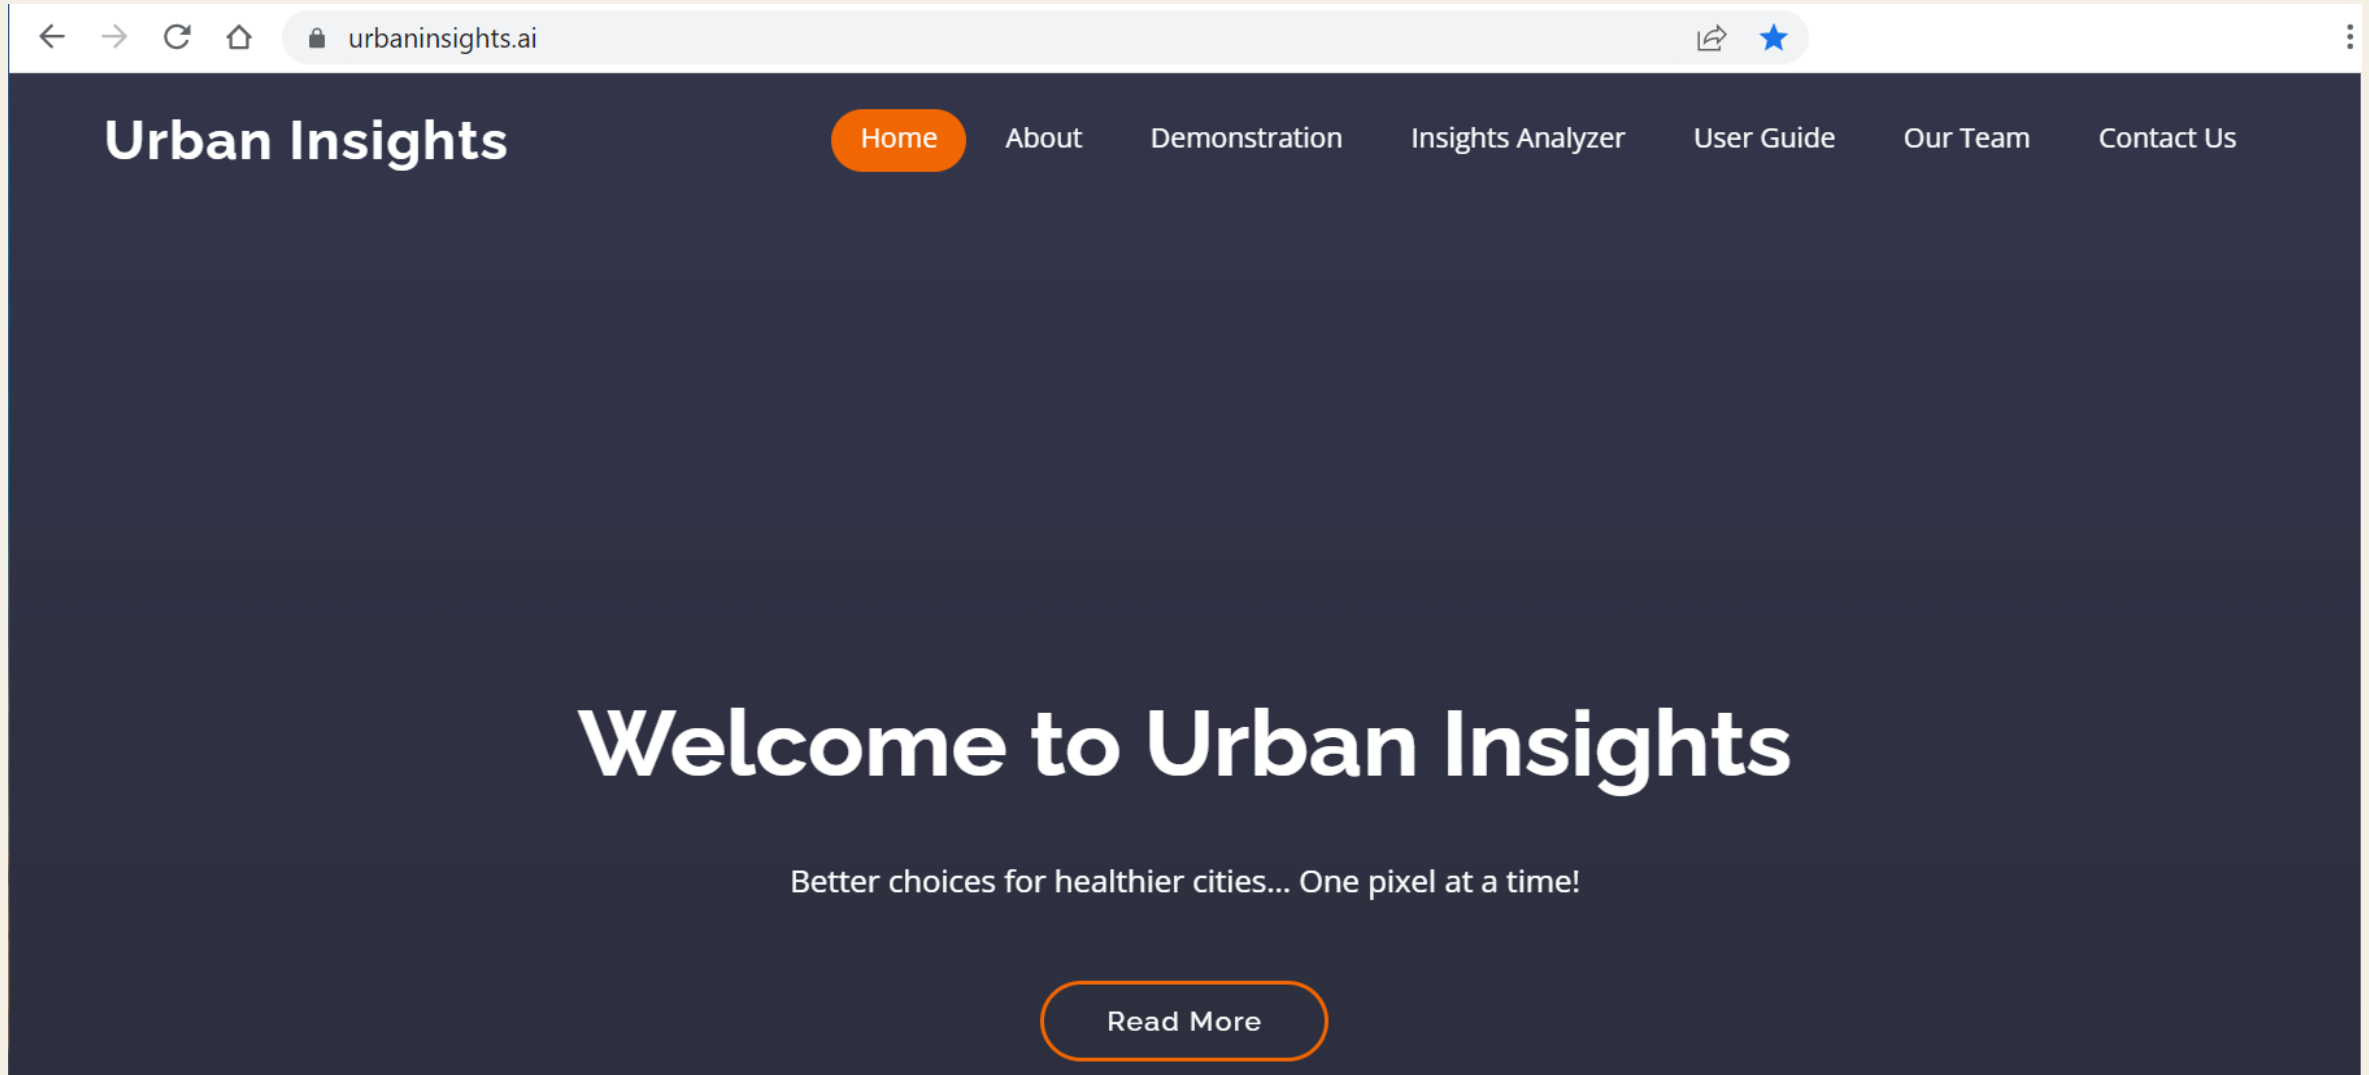 urbaninsights.ai
Urban Insights
Home About Demonstration Insights Analyzer User Guide Our Team Contact Us
Welcome to Urban Insights
Better choices for healthier cities... One pixel at a time!
Read More